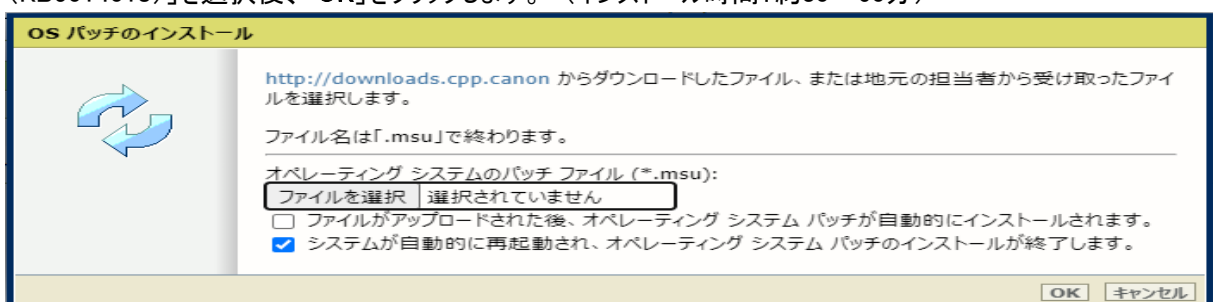 OS パッチのインストール
http://downloads.cpp.canon からダウンロードしたファイル、または地元の担当者から受け取ったファイ
ルを選択します。
ファイル名は「.msu」で終わります。
オペレーティング システムのパッチ ファイル (*.msu):
ファイルを選択 選択されていません
ファイルがアップロードされた後、オペレーティング システム パッチが自動的にインストールされます。
システムが自動的に再起動され、オペレーティング システム パッチのインストールが終了します。
OK キャンセル